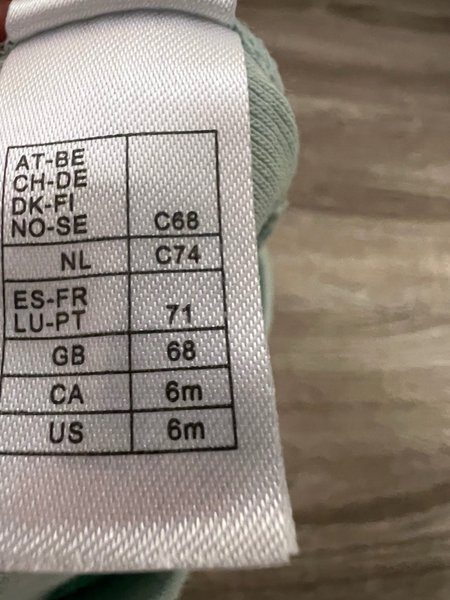 AT-BE
CH-DE
DK-FI
NO-SE C68
NL C74
ES-FR
LU-PT 71
GB 68
CA 6m
US 6m